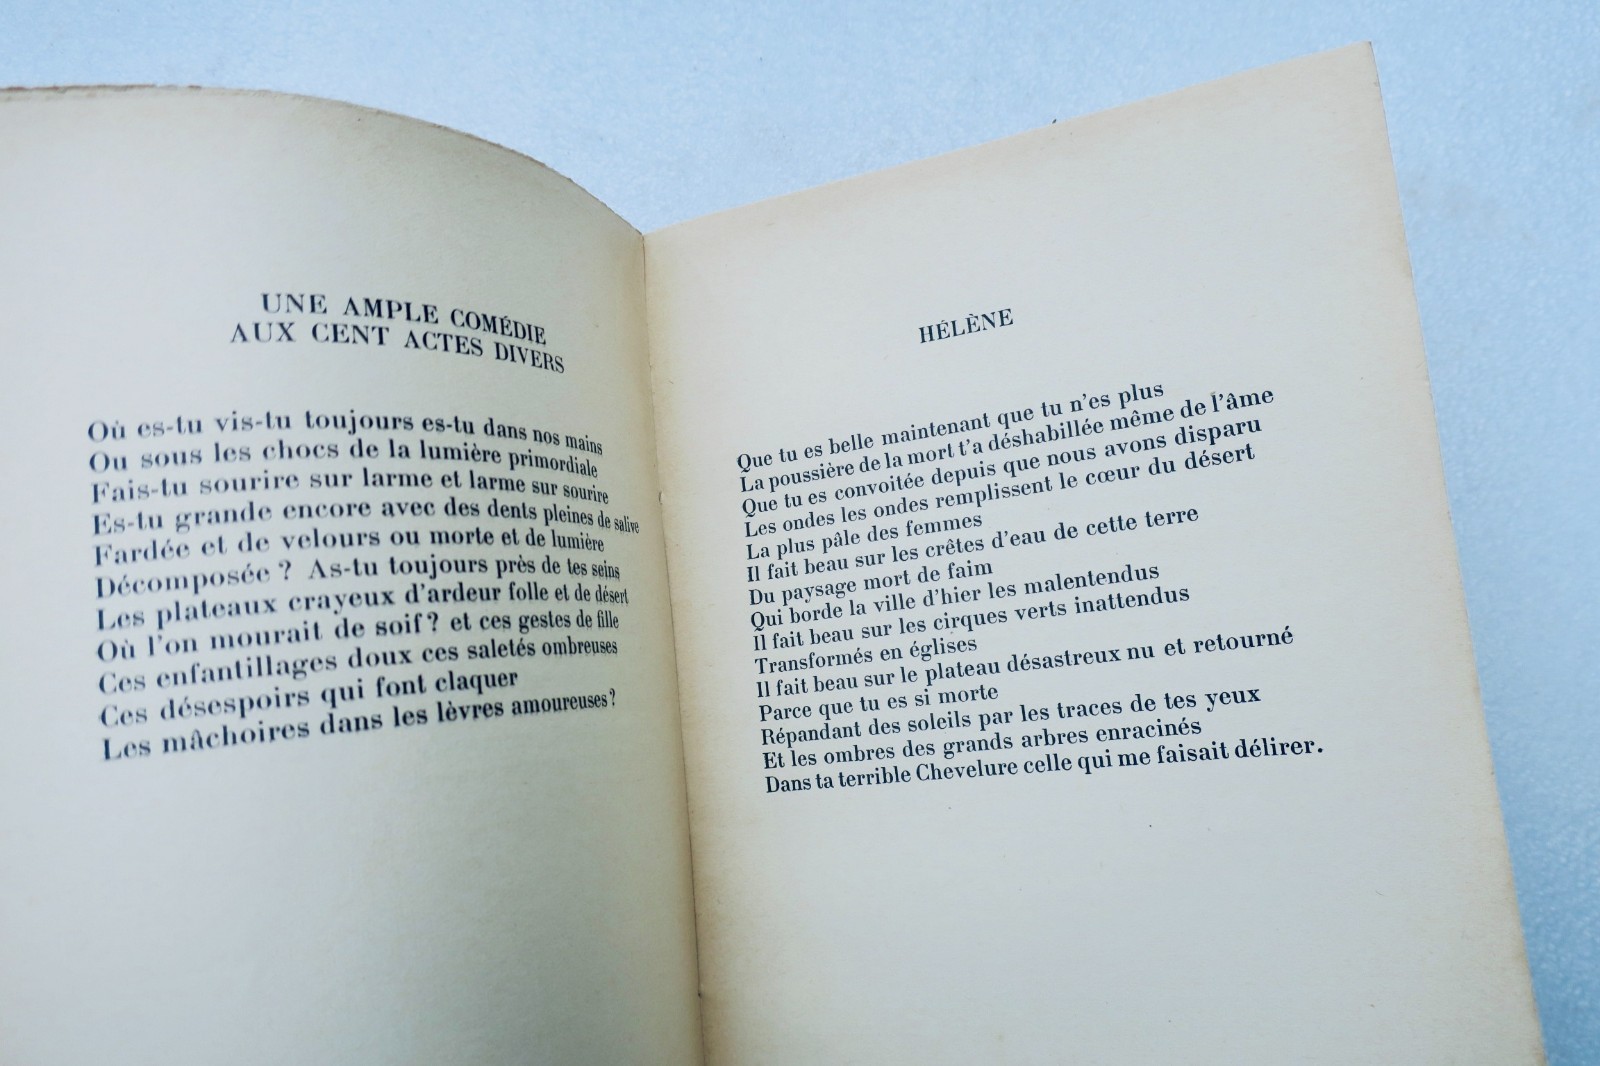 UNE AMPLE COMÉDIE
AUX CENT ACTES DIVERS
Où es-tu vis-tu toujours es-tu dans nos mains
Ou sous les chocs de la lumière primordiale
Fais-tu sourire sur larme et larme sur sourire
Es-tu grande encore avec des dents pleines de salive
Fardée et de velours ou morte et de lumière
Décomposée ? As-tu toujours près de tes seins
Les plateaux crayeux d'ardeur folle et de désert
Où l'on mourait de soif ? et ces gestes de fille
Ces enfantillages doux ces saletés ombreuses
Ces désespoirs qui font claquer
Les mâchoires dans les lèvres amoureuses ?
HÉLÈNE
Que tu es belle maintenant que tu n'es plus
La poussière de la mort t'a déshabillée même de l'âme
Que tu es convoitée depuis que nous avons disparu
Les ondes les ondes remplissent le cœur du désert
La plus pâle des femmes
Il fait beau sur les crêtes d'eau de cette terre
Du paysage mort de faim
Qui borde la ville d'hier les malentendus
Il fait beau sur les cirques verts inattendus
Transformés en églises
Il fait beau sur le plateau désastreux nu et retourné
Parce que tu es si morte
Répandant des soleils par les traces de tes yeux
Et les ombres des grands arbres enracinés
Dans ta terrible Chevelure celle qui me faisait délirer.